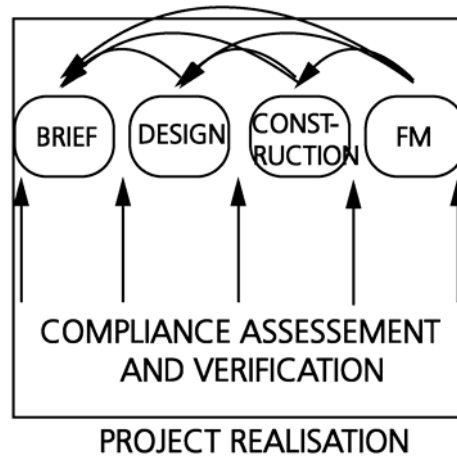 BRIEF
DESIGN
CONST-
RUCTION
FM
COMPLIANCE ASSESSEMENT
AND VERIFICATION
PROJECT REALISATION